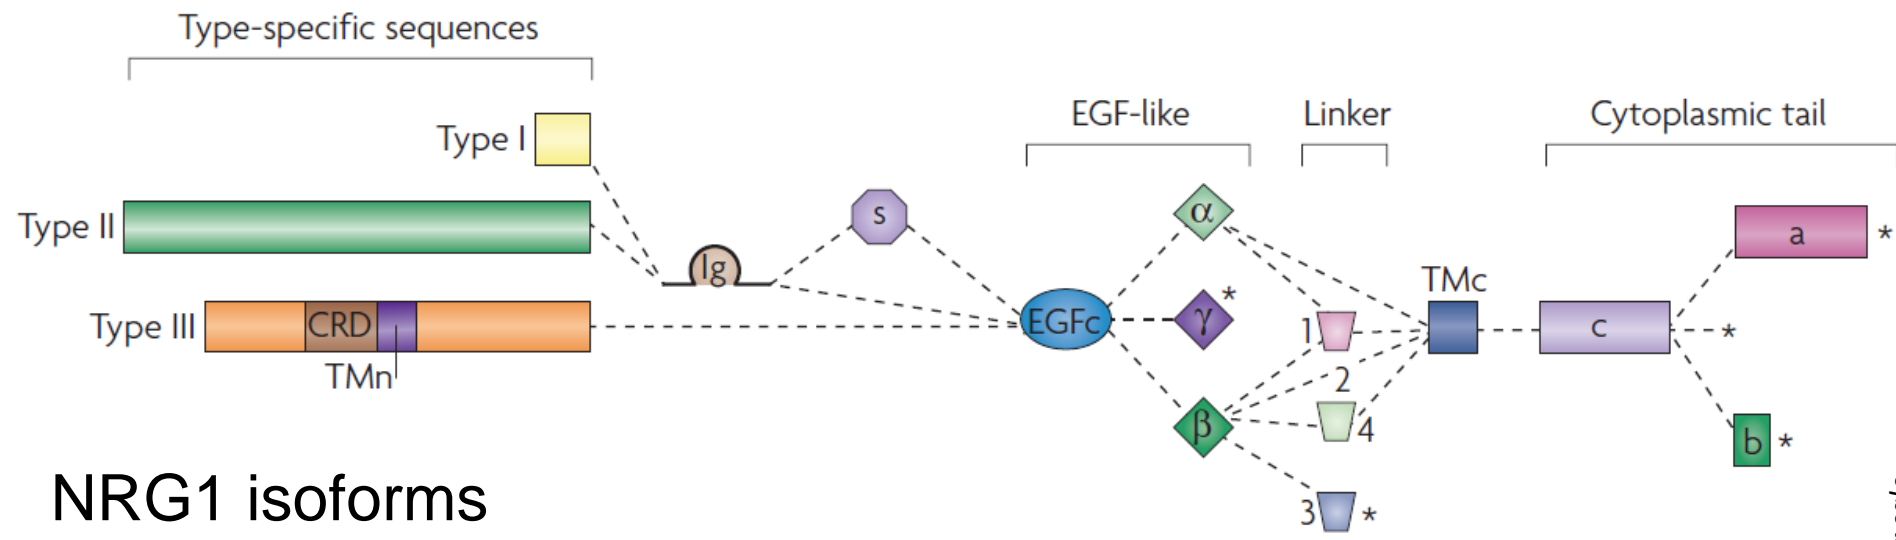 Type-specific sequences
EGF-like
Linker
Cytoplasmic tail
Type I
Type II
Type III
CRD
TMn
Ig
s
EGFc
α
γ *
β
1
2
4
3 *
TMc
c
a *
*
b *
NRG1 isoforms